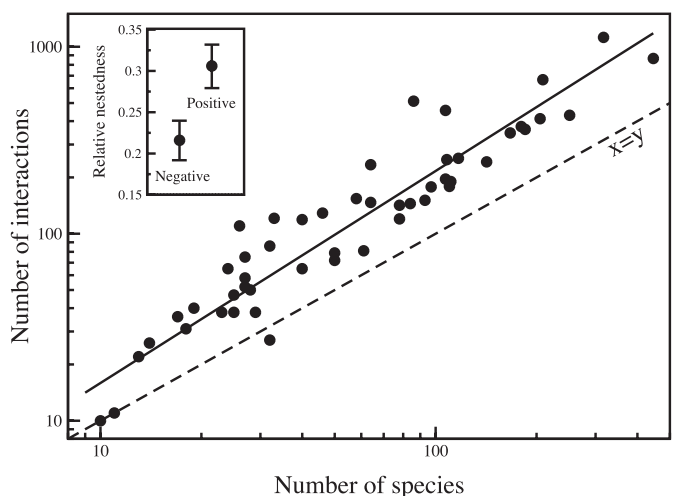 0.35
0.3
0.25
0.2
0.15
Relative nestedness
Positive
Negative
1000
100
10
Number of interactions
x=y
10
100
Number of species